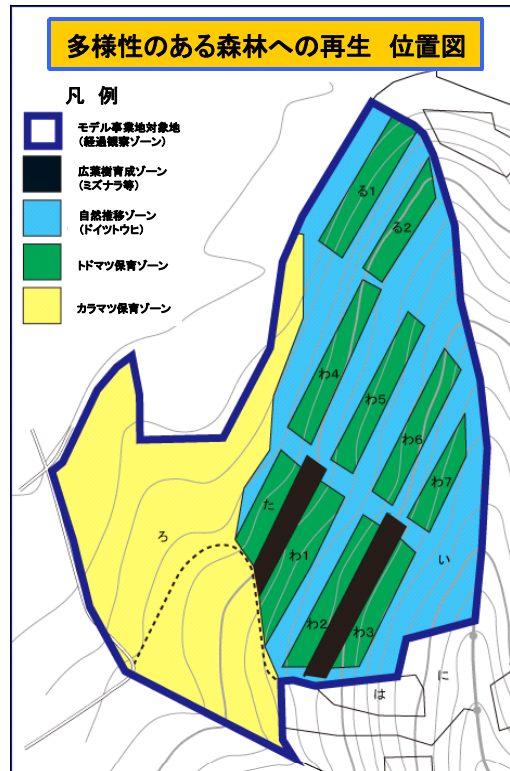 多様性のある森林への再生 位置図
凡 例
モデル事業地対象地
(経過観察ゾーン)
広葉樹育成ゾーン
(ミズナラ等)
自然推移ゾーン
(ドイツトウヒ)
トドマツ保育ゾーン
カラマツ保育ゾーン
る1
る2
わ4
わ5
わ6
わ7
た
ろ
わ1
い
わ2
わ3
に
は